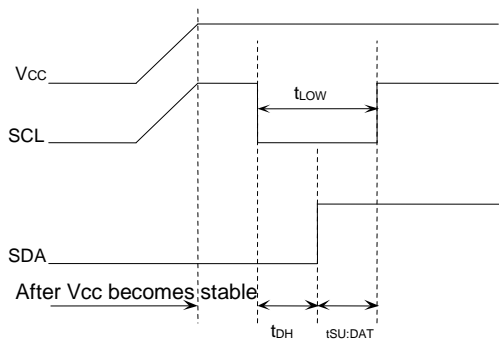 Vcc
tLOW
SCL
SDA
After Vcc becomes stable
tDH
tSU:DAT